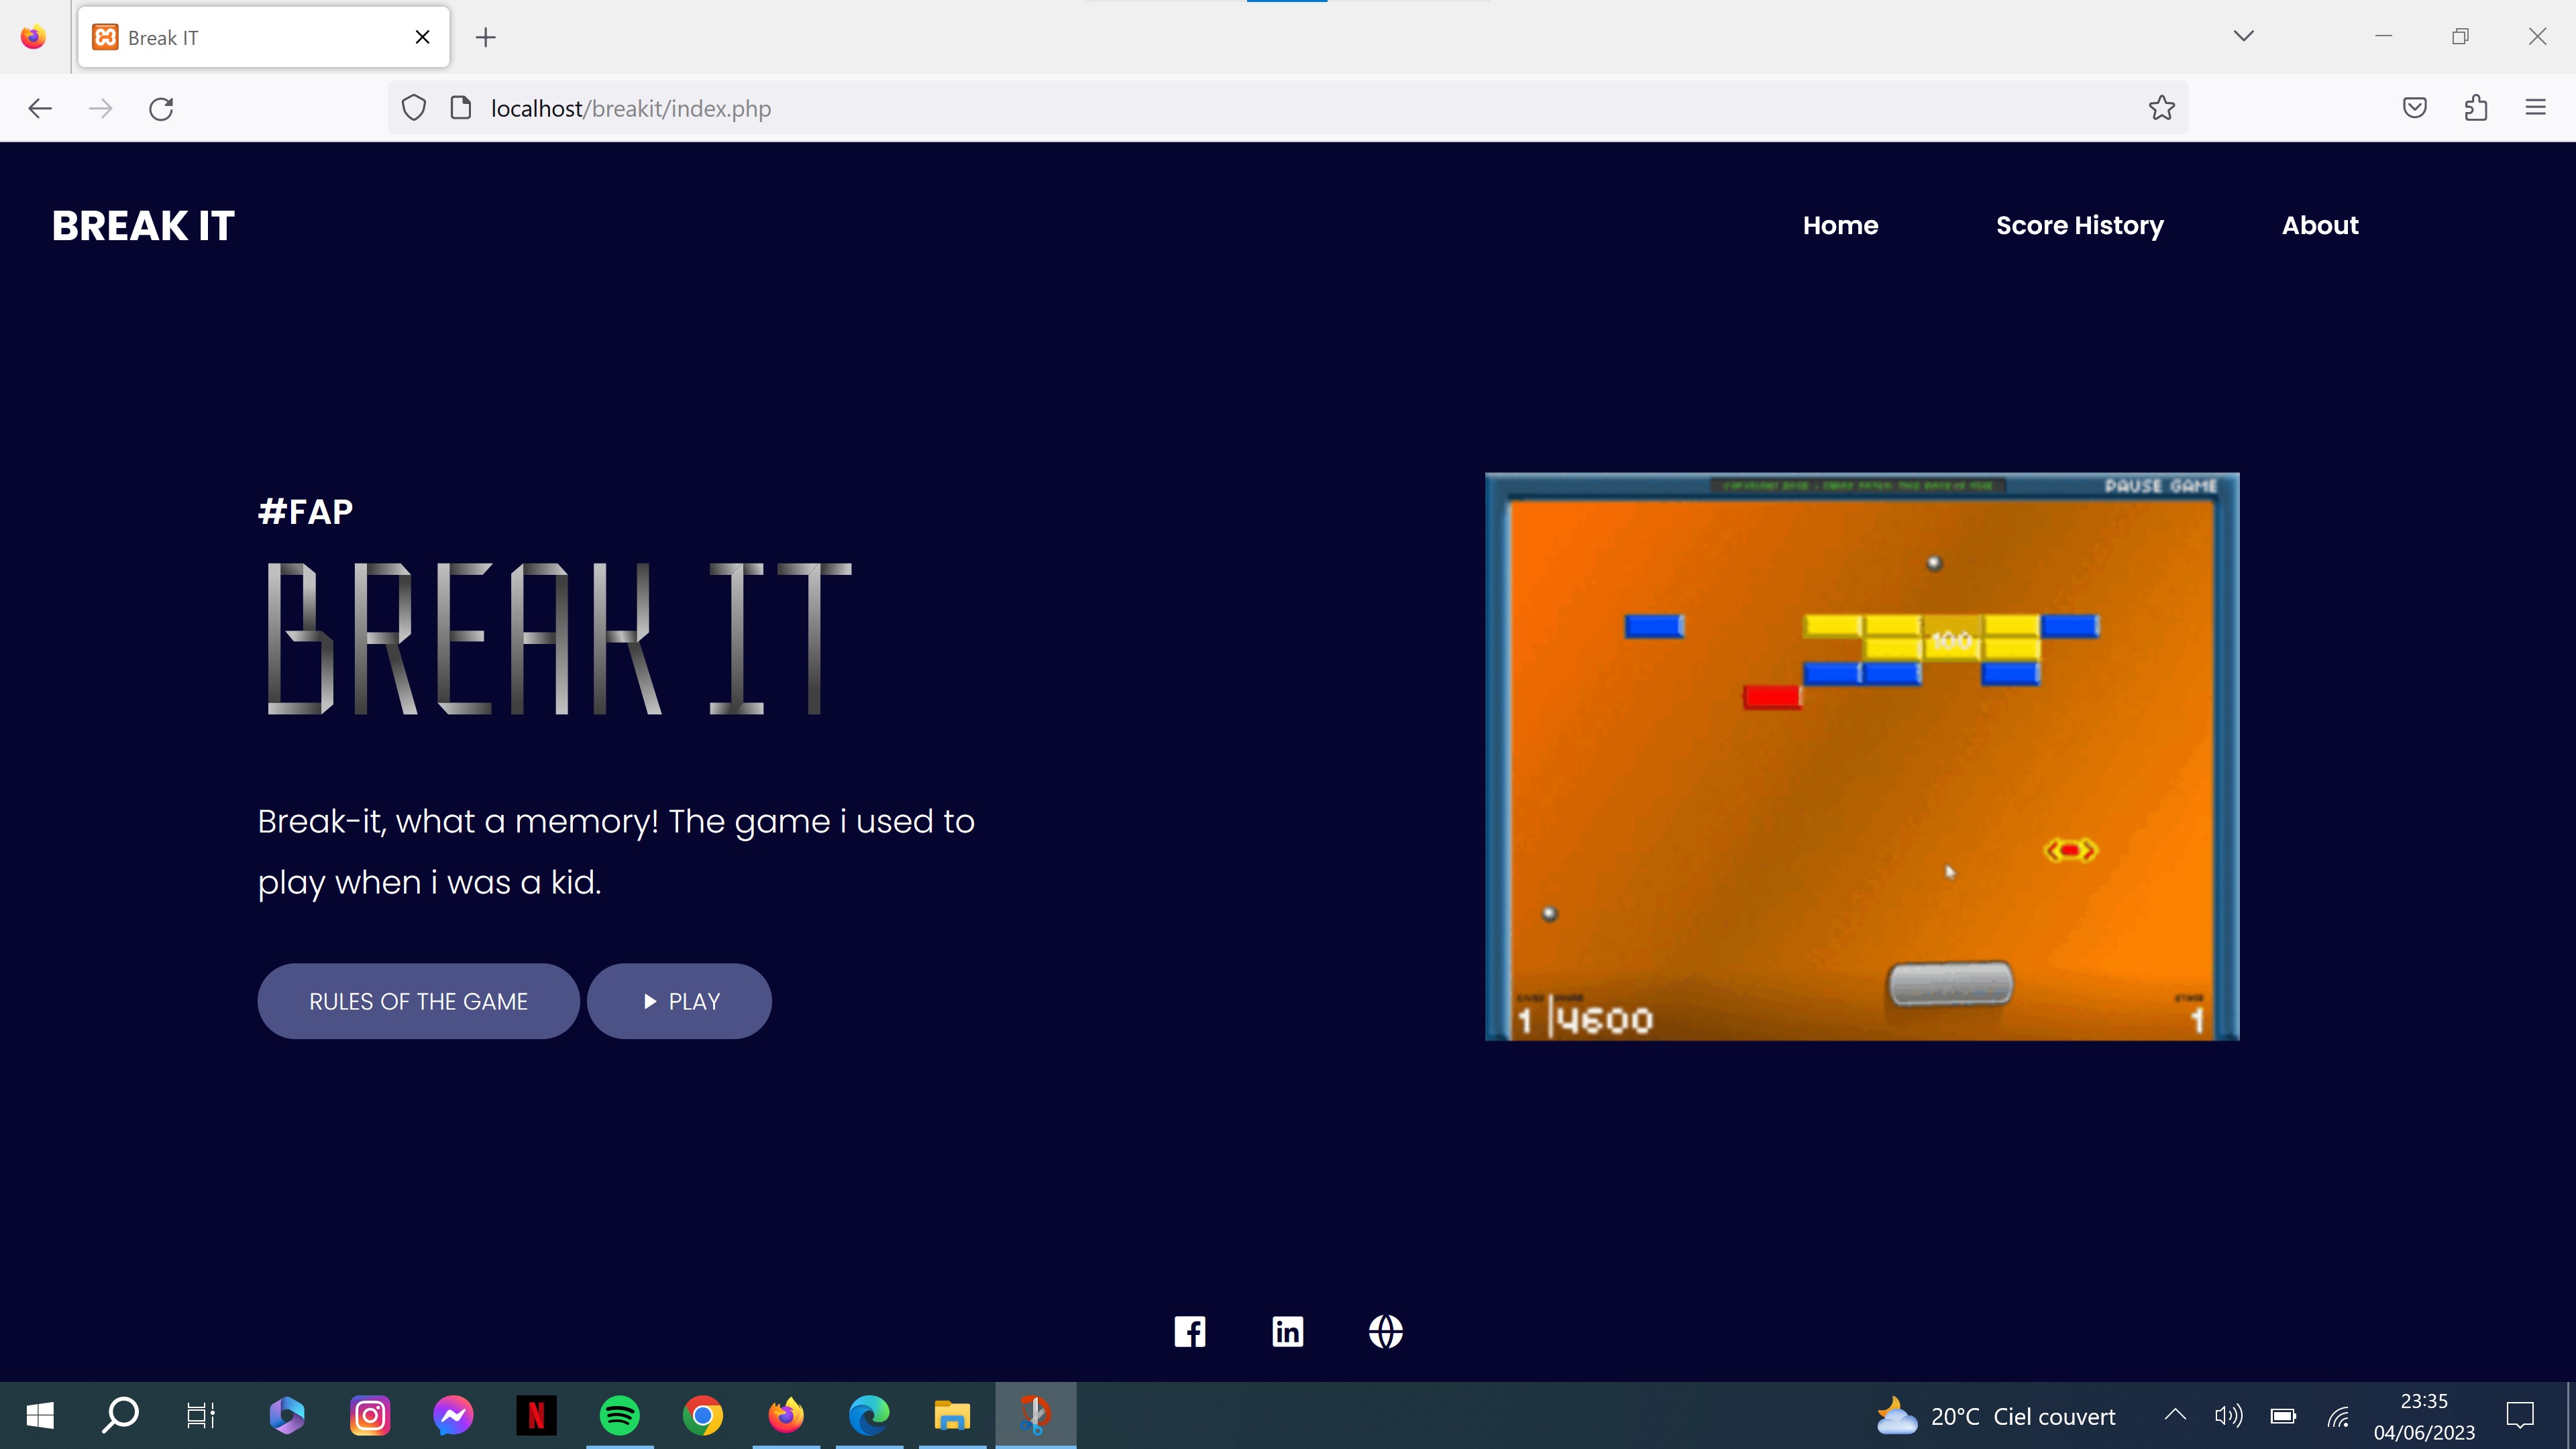 Break IT
localhost/breakit/index.php
BREAK IT
Home
Score History
About
#FAP
BREAK IT
Break-it, what a memory! The game i used to
play when i was a kid.
RULES OF THE GAME
PLAY
PAUSE GAME
100
1
4600
STAGE
1
20°C Ciel couvert
23:35
04/06/2023